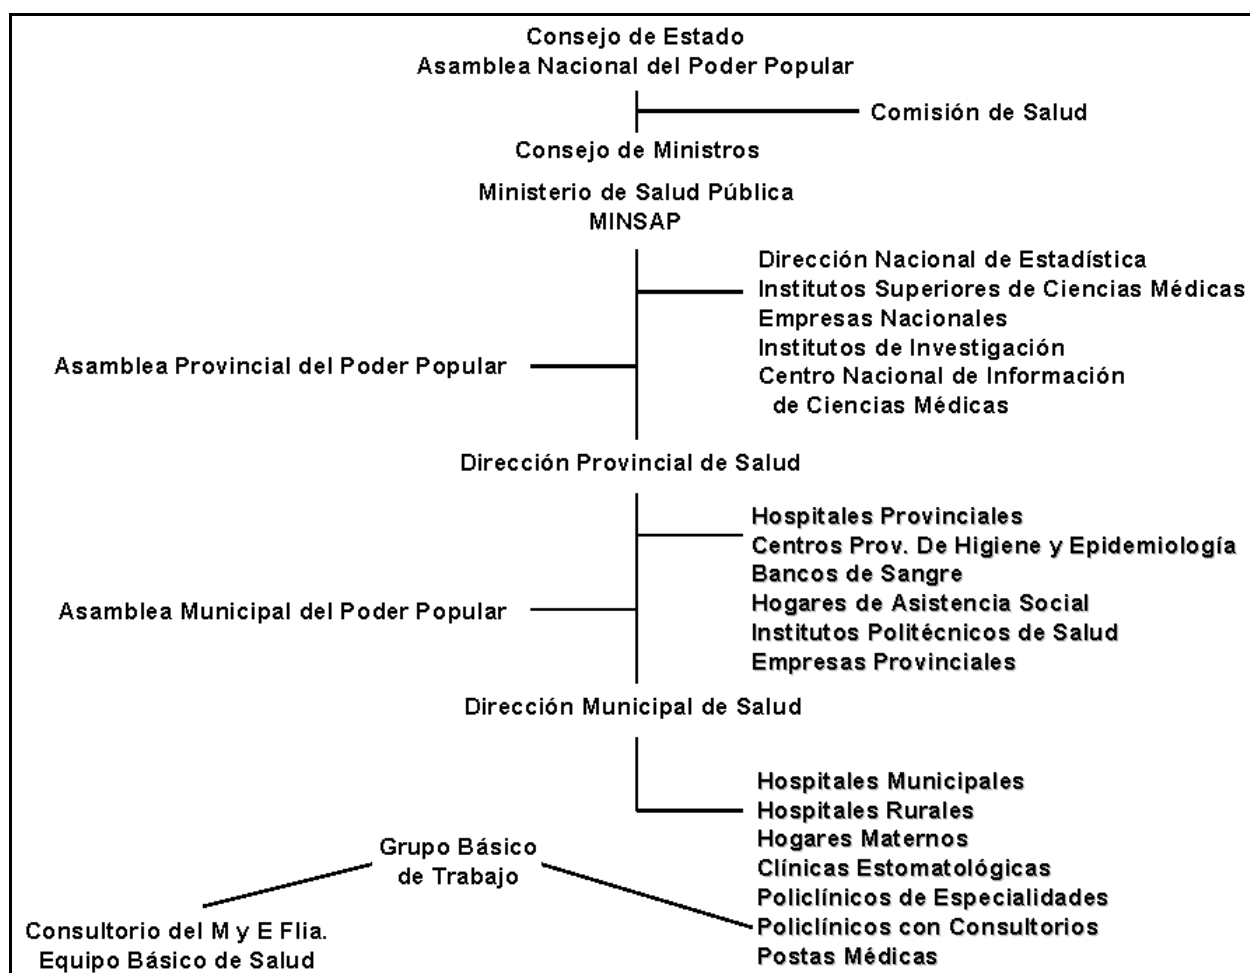 Consejo de Estado
Asamblea Nacional del Poder Popular
Comisión de Salud
Consejo de Ministros
Ministerio de Salud Pública
MINSAP
Dirección Nacional de Estadística
Institutos Superiores de Ciencias Médicas
Empresas Nacionales
Institutos de Investigación
Centro Nacional de Información
de Ciencias Médicas
Asamblea Provincial del Poder Popular
Dirección Provincial de Salud
Hospitales Provinciales
Centros Prov. De Higiene y Epidemiología
Bancos de Sangre
Hogares de Asistencia Social
Institutos Politécnicos de Salud
Empresas Provinciales
Asamblea Municipal del Poder Popular
Dirección Municipal de Salud
Hospitales Municipales
Hospitales Rurales
Hogares Maternos
Clínicas Estomatológicas
Policlínicos de Especialidades
Policlínicos con Consultorios
Postas Médicas
Grupo Básico
de Trabajo
Consultorio del M y E Flia.
Equipo Básico de Salud